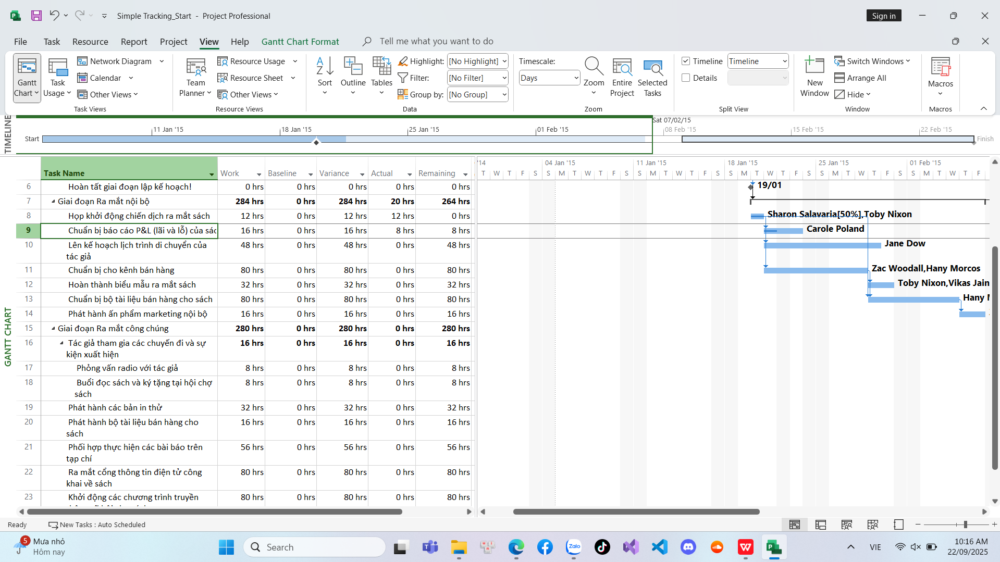 Simple Tracking_Start - Project Professional
Sign in
File Task Resource Report Project View Help Gantt Chart Format Tell me what you want to do
Gantt Chart
Task Usage
Network Diagram
Calendar
Other Views
Task Views
Team Planner
Resource Usage
Resource Sheet
Other Views
Resource Views
Sort
Outline
Tables
Highlight: [No Highlight]
Filter: [No Filter]
Group by: [No Group]
Data
Timescale:
Days
Zoom
Entire Project
Selected Tasks
Zoom
Timeline Timeline
Details
Split View
New Window
Switch Windows
Arrange All
Hide
Window
Macros
Macros
TIMELINE
Sat 07/02/15
11 Jan '15 18 Jan '15 25 Jan '15 01 Feb '15 08 Feb '15 15 Feb '15 22 Feb '15
Start
Finish
GANTT CHART
Task Name Work Baseline Variance Actual Remaining
6 Hoàn tất giai đoạn lập kế hoạch! 0 hrs 0 hrs 0 hrs 0 hrs 0 hrs
7 Giai đoạn Ra mắt nội bộ 284 hrs 0 hrs 284 hrs 20 hrs 264 hrs
8 Họp khởi động chiến dịch ra mắt sách 12 hrs 0 hrs 12 hrs 12 hrs 0 hrs
9 Chuẩn bị báo cáo P&L (lãi và lỗ) của sác 16 hrs 0 hrs 16 hrs 8 hrs 8 hrs
10 Lên kế hoạch lịch trình di chuyển của 48 hrs 0 hrs 48 hrs 0 hrs 48 hrs
tác giả
11 Chuẩn bị cho kênh bán hàng 80 hrs 0 hrs 80 hrs 0 hrs 80 hrs
12 Hoàn thành biểu mẫu ra mắt sách 32 hrs 0 hrs 32 hrs 0 hrs 32 hrs
13 Chuẩn bị bộ tài liệu bán hàng cho sách 80 hrs 0 hrs 80 hrs 0 hrs 80 hrs
14 Phát hành ấn phẩm marketing nội bộ 16 hrs 0 hrs 16 hrs 0 hrs 16 hrs
15 Giai đoạn Ra mắt công chúng 280 hrs 0 hrs 280 hrs 0 hrs 280 hrs
16 Tác giả tham gia các chuyến đi và sự 16 hrs 0 hrs 16 hrs 0 hrs 16 hrs
kiện xuất hiện
17 Phỏng vấn radio với tác giả 8 hrs 0 hrs 8 hrs 0 hrs 8 hrs
18 Buổi đọc sách và ký tặng tại hội chợ 8 hrs 0 hrs 8 hrs 0 hrs 8 hrs
sách
19 Phát hành các bản in thử 32 hrs 0 hrs 32 hrs 0 hrs 32 hrs
20 Phát hành bộ tài liệu bán hàng cho 16 hrs 0 hrs 16 hrs 0 hrs 16 hrs
sách
21 Phối hợp thực hiện các bài báo trên 56 hrs 0 hrs 56 hrs 0 hrs 56 hrs
tạp chí
22 Ra mắt cổng thông tin điện tử công 80 hrs 0 hrs 80 hrs 0 hrs 80 hrs
khai về sách
23 Khởi động các chương trình truyền 80 hrs 0 hrs 80 hrs 0 hrs 80 hrs
'14 04 Jan '15 11 Jan '15 18 Jan '15 25 Jan '15 01 Feb '15
T W T F S S M T W T F S S M T W T F S S M T W T F S S M T W T F S S M T W T F
19/01
Sharon Salavaria[50%],Toby Nixon
Carole Poland
Jane Dow
Zac Woodall,Hany Morcos
Toby Nixon,Vikas Jain
Hany
Ready New Tasks : Auto Scheduled
5
Mưa nhỏ
Hôm nay
Search
Zalo
VIE
10:16 AM
22/09/2025